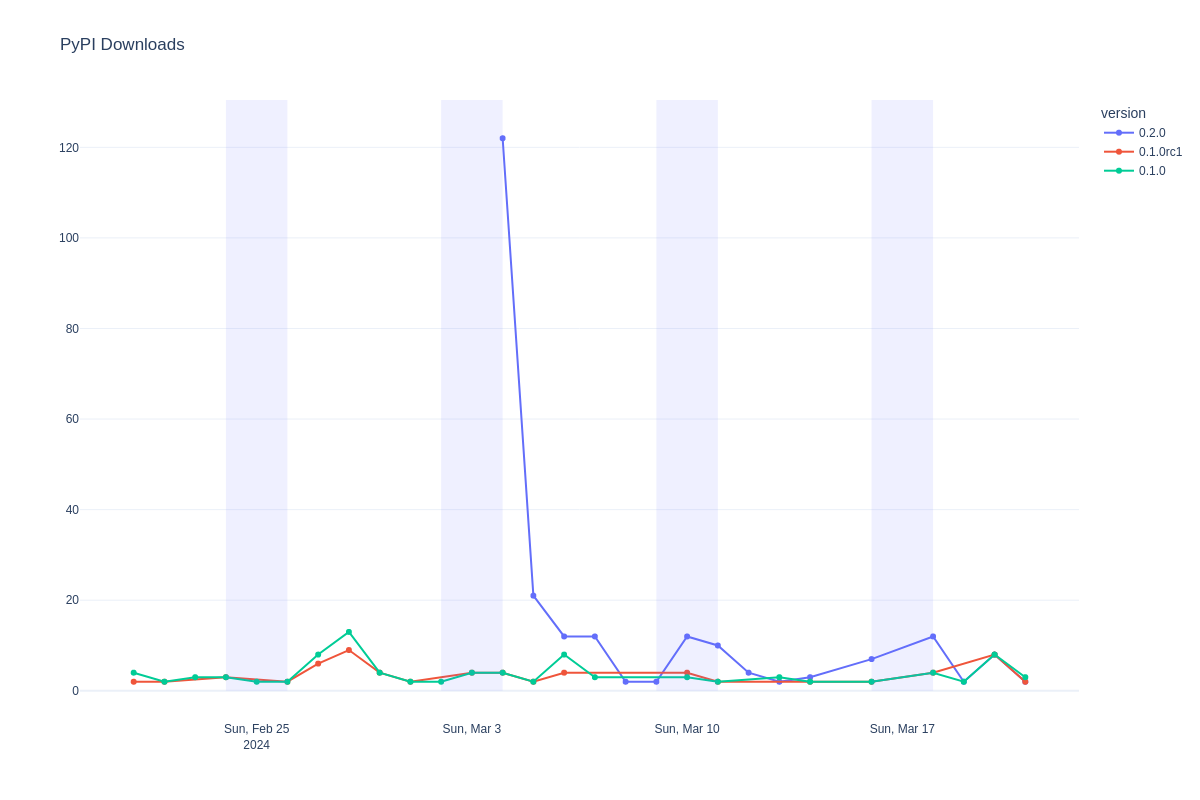 PyPI Downloads
version
0.2.0
0.1.0rc1
0.1.0
120
100
80
60
40
20
0
Sun, Feb 25
2024
Sun, Mar 3
Sun, Mar 10
Sun, Mar 17